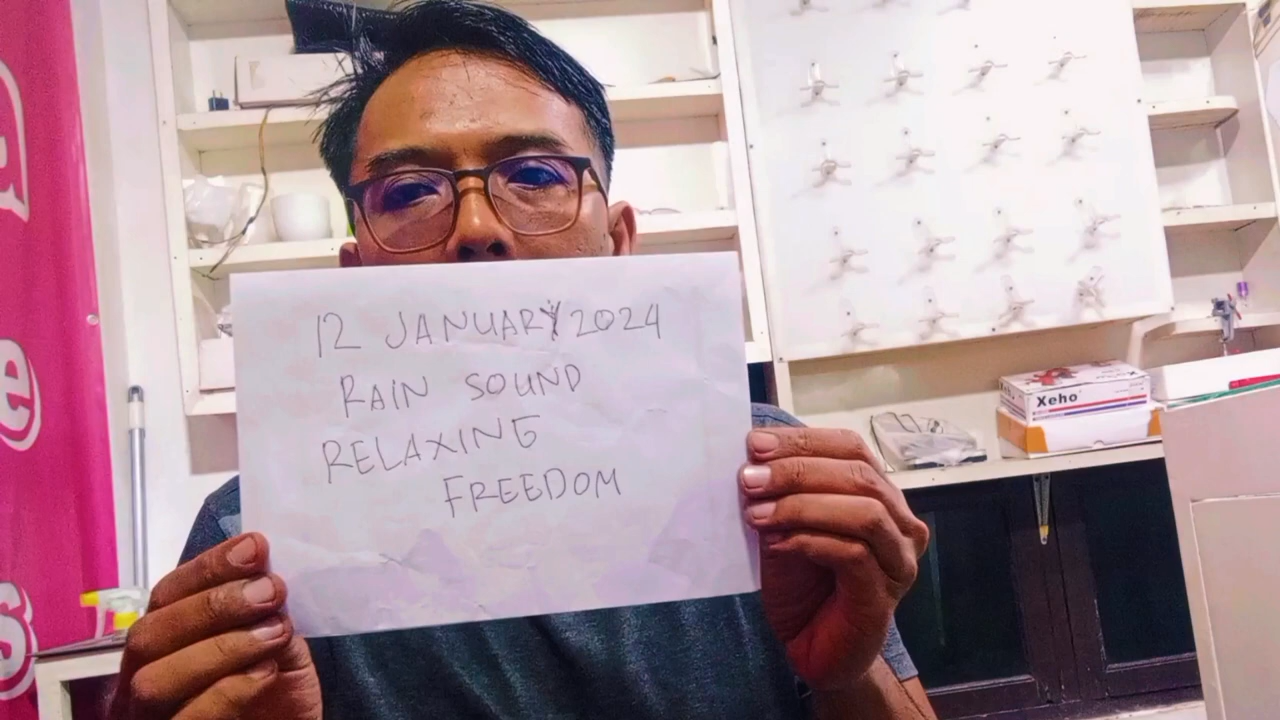 12 JANUARY 2024
RAIN SOUND
RELAXING
FREEDOM
Xeho
e
s